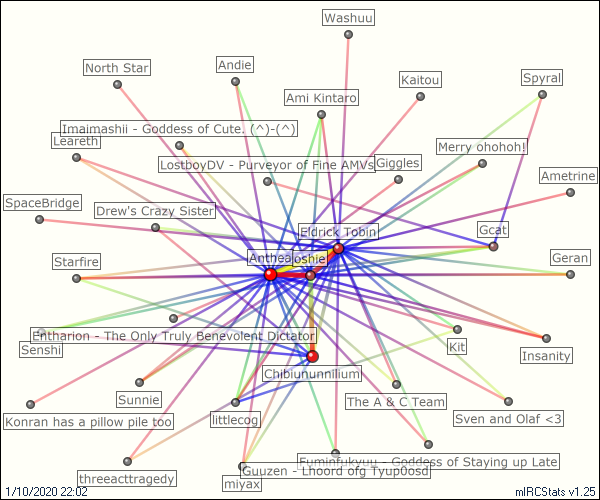 Washuu
North Star
Andie
Kaitou
Spyral
Ami Kintaro
Imaimashii - Goddess of Cute. (^)-(^)
Leareth
Merry ohohoh!
LostboyDV - Purveyor of Fine AMVs
Giggles
Ametrine
SpaceBridge
Drew's Crazy Sister
Eldrick Tobin
Gcat
Starfire
Geran
Entharion - The Only Truly Benevolent Dictator
Senshi
Kit
Insanity
Chibiununnilium
Sunnie
The A & C Team
Konran has a pillow pile too
littlecog
Sven and Olaf <3
Fuminfukyuu - Goddess of Staying up Late
Guuzen - Lhoord ofg Tyup0osd
threeacttragedy
miyax
1/10/2020 22:02
mIRCStats v1.25